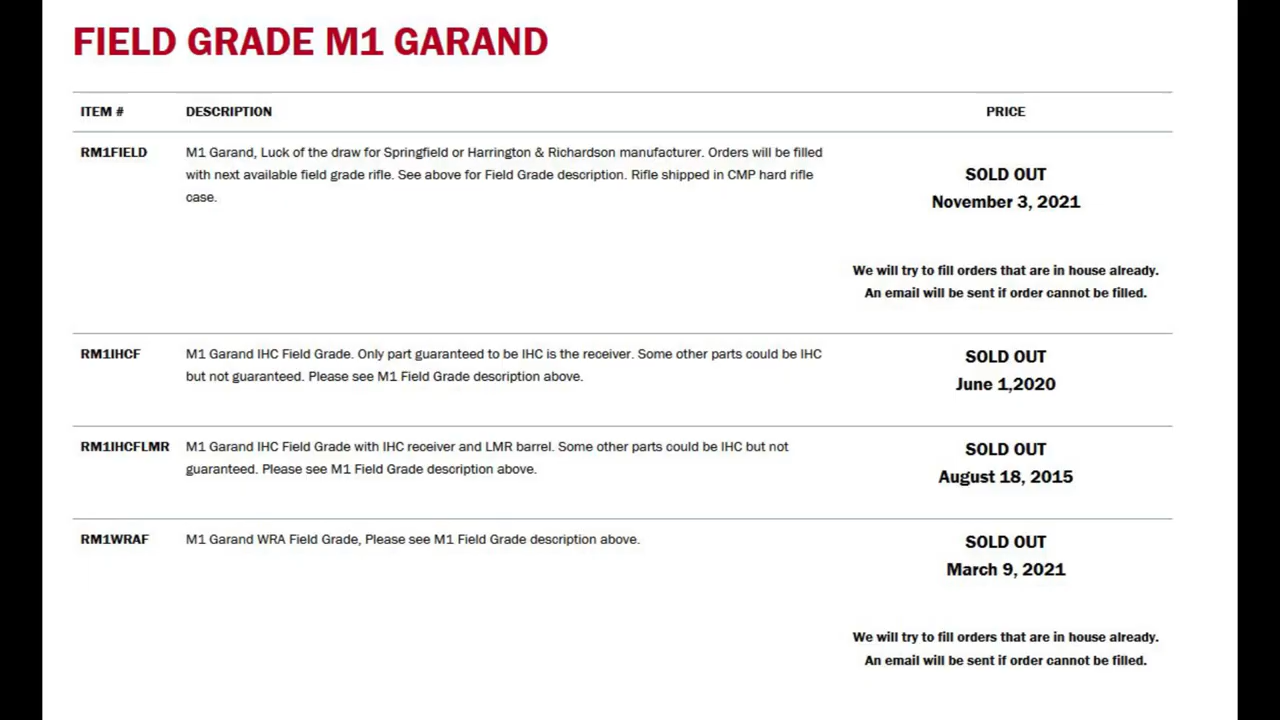 FIELD GRADE M1 GARAND
ITEM # DESCRIPTION PRICE
RM1FIELD M1 Garand, Luck of the draw for Springfield or Harrington & Richardson manufacturer. Orders will be filled
with next available field grade rifle. See above for Field Grade description. Rifle shipped in CMP hard rifle
case.
SOLD OUT
November 3, 2021
We will try to fill orders that are in house already.
An email will be sent if order cannot be filled.
RM1IHCF M1 Garand IHC Field Grade. Only part guaranteed to be IHC is the receiver. Some other parts could be IHC
but not guaranteed. Please see M1 Field Grade description above.
SOLD OUT
June 1,2020
RM1IHCFLMR M1 Garand IHC Field Grade with IHC receiver and LMR barrel. Some other parts could be IHC but not
guaranteed. Please see M1 Field Grade description above.
SOLD OUT
August 18, 2015
RM1WRAF M1 Garand WRA Field Grade, Please see M1 Field Grade description above.
SOLD OUT
March 9, 2021
We will try to fill orders that are in house already.
An email will be sent if order cannot be filled.